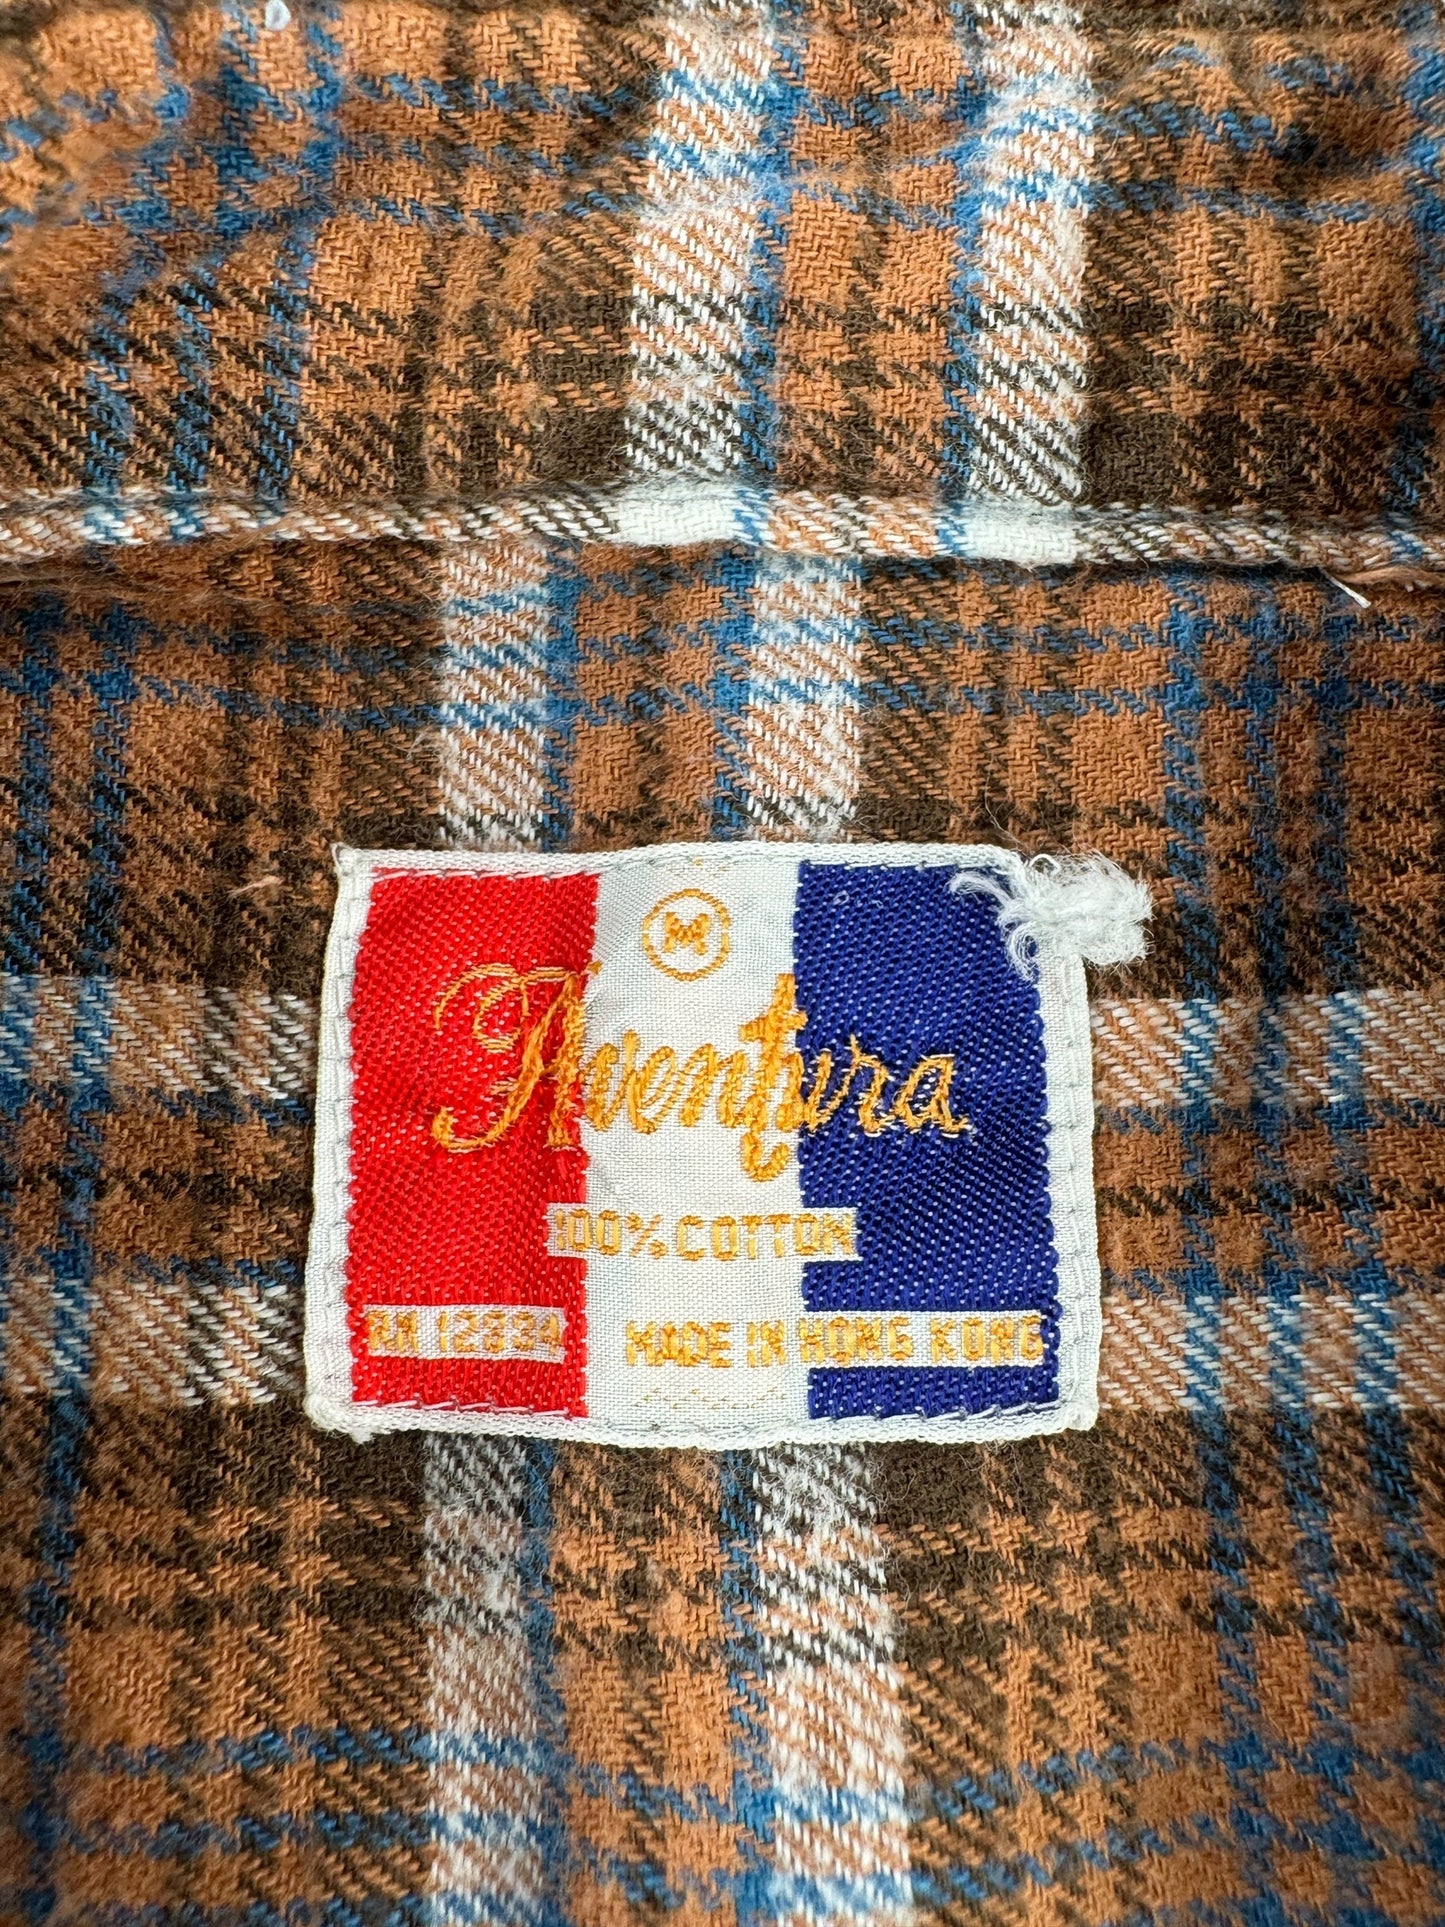 M
Aventura
100% COTTON
RN 12334 MADE IN HONG KONG